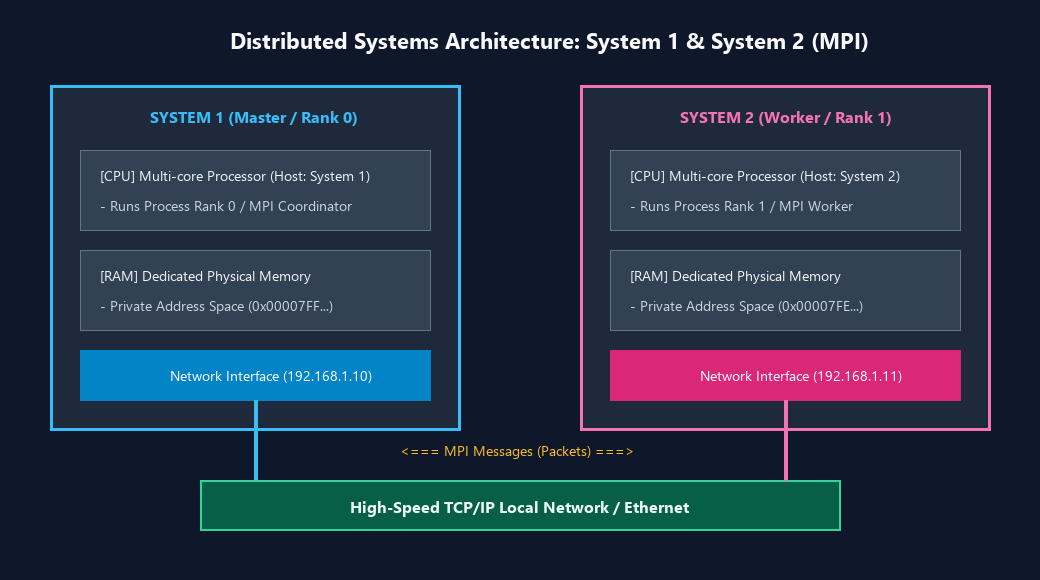 Distributed Systems Architecture: System 1 & System 2 (MPI)
SYSTEM 1 (Master / Rank 0)
[CPU] Multi-core Processor (Host: System 1)
- Runs Process Rank 0 / MPI Coordinator
[RAM] Dedicated Physical Memory
- Private Address Space (0x00007FF...)
Network Interface (192.168.1.10)
SYSTEM 2 (Worker / Rank 1)
[CPU] Multi-core Processor (Host: System 2)
- Runs Process Rank 1 / MPI Worker
[RAM] Dedicated Physical Memory
- Private Address Space (0x00007FE...)
Network Interface (192.168.1.11)
<=== MPI Messages (Packets) ===>
High-Speed TCP/IP Local Network / Ethernet